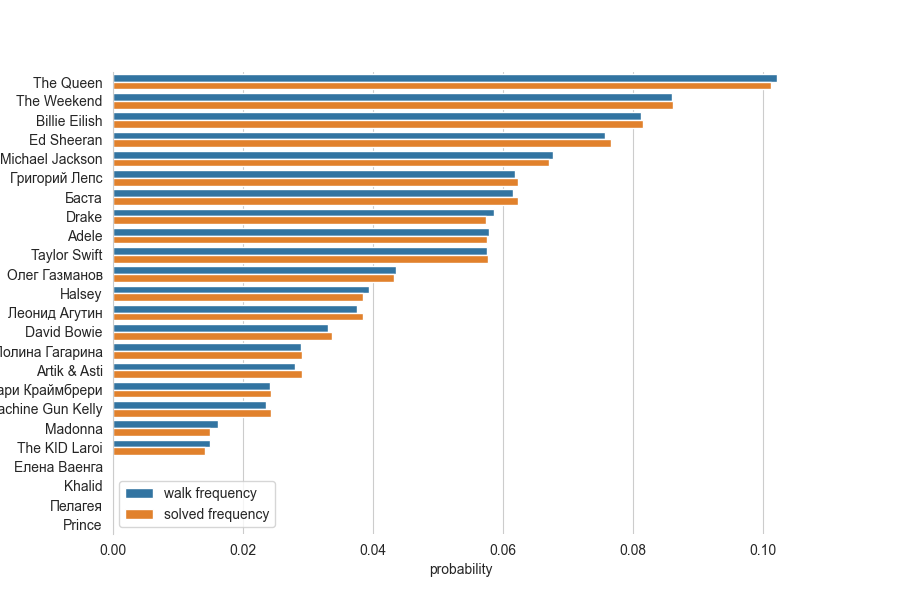 The Queen
The Weekend
Billie Eilish
Ed Sheeran
Michael Jackson
Григорий Лепс
Баста
Drake
Adele
Taylor Swift
Олег Газманов
Halsey
Леонид Агутин
David Bowie
Полина Гагарина
Artik & Asti
ари Краймбрери
achine Gun Kelly
Madonna
The KID Laroi
Елена Ваенга
Khalid
Пелагея
Prince
walk frequency
solved frequency
0.00 0.02 0.04 0.06 0.08 0.10
probability